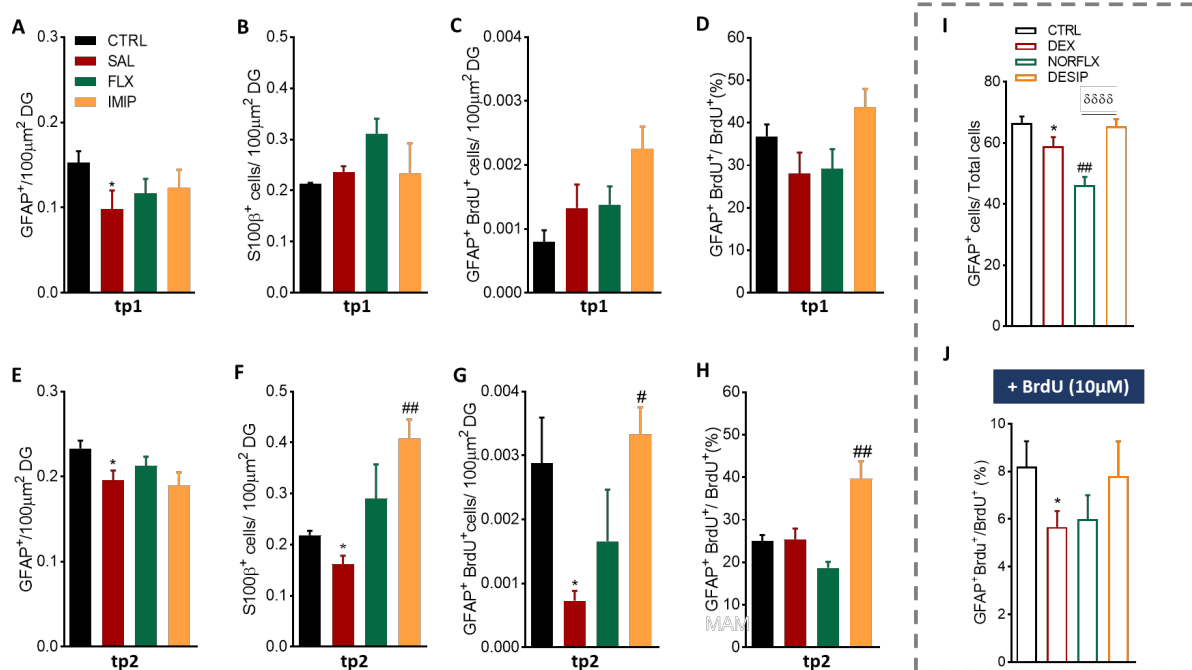 A
GFAP⁺/100µm² DG
0.3
0.2
0.1
0.0
CTRL
SAL
FLX
IMIP
*
tp1
B
S100β⁺ cells/ 100µm² DG
0.5
0.4
0.3
0.2
0.1
0.0
tp1
C
GFAP⁺ BrdU⁺ cells/ 100µm² DG
0.004
0.003
0.002
0.001
0.000
tp1
D
GFAP⁺ BrdU⁺/ BrdU⁺(%)
60
50
40
30
20
10
0
tp1
E
GFAP⁺/100µm² DG
0.3
0.2
0.1
0.0
*
tp2
F
S100β⁺ cells/ 100µm² DG
0.5
0.4
0.3
0.2
0.1
0.0
*
##
tp2
G
GFAP⁺ BrdU⁺cells/ 100µm² DG
0.004
0.003
0.002
0.001
0.000
*
#
tp2
H
GFAP⁺ BrdU⁺/ BrdU⁺(%)
60
50
40
30
20
10
0
##
MAM
tp2
I
CTRL
DEX
NORFLX
DESIP
GFAP⁺ cells/ Total cells
80
60
40
20
0
*
##
δδδδ
J
+ BrdU (10µM)
GFAP⁺Brdu⁺/BrdU⁺ (%)
10
8
6
4
2
0
*